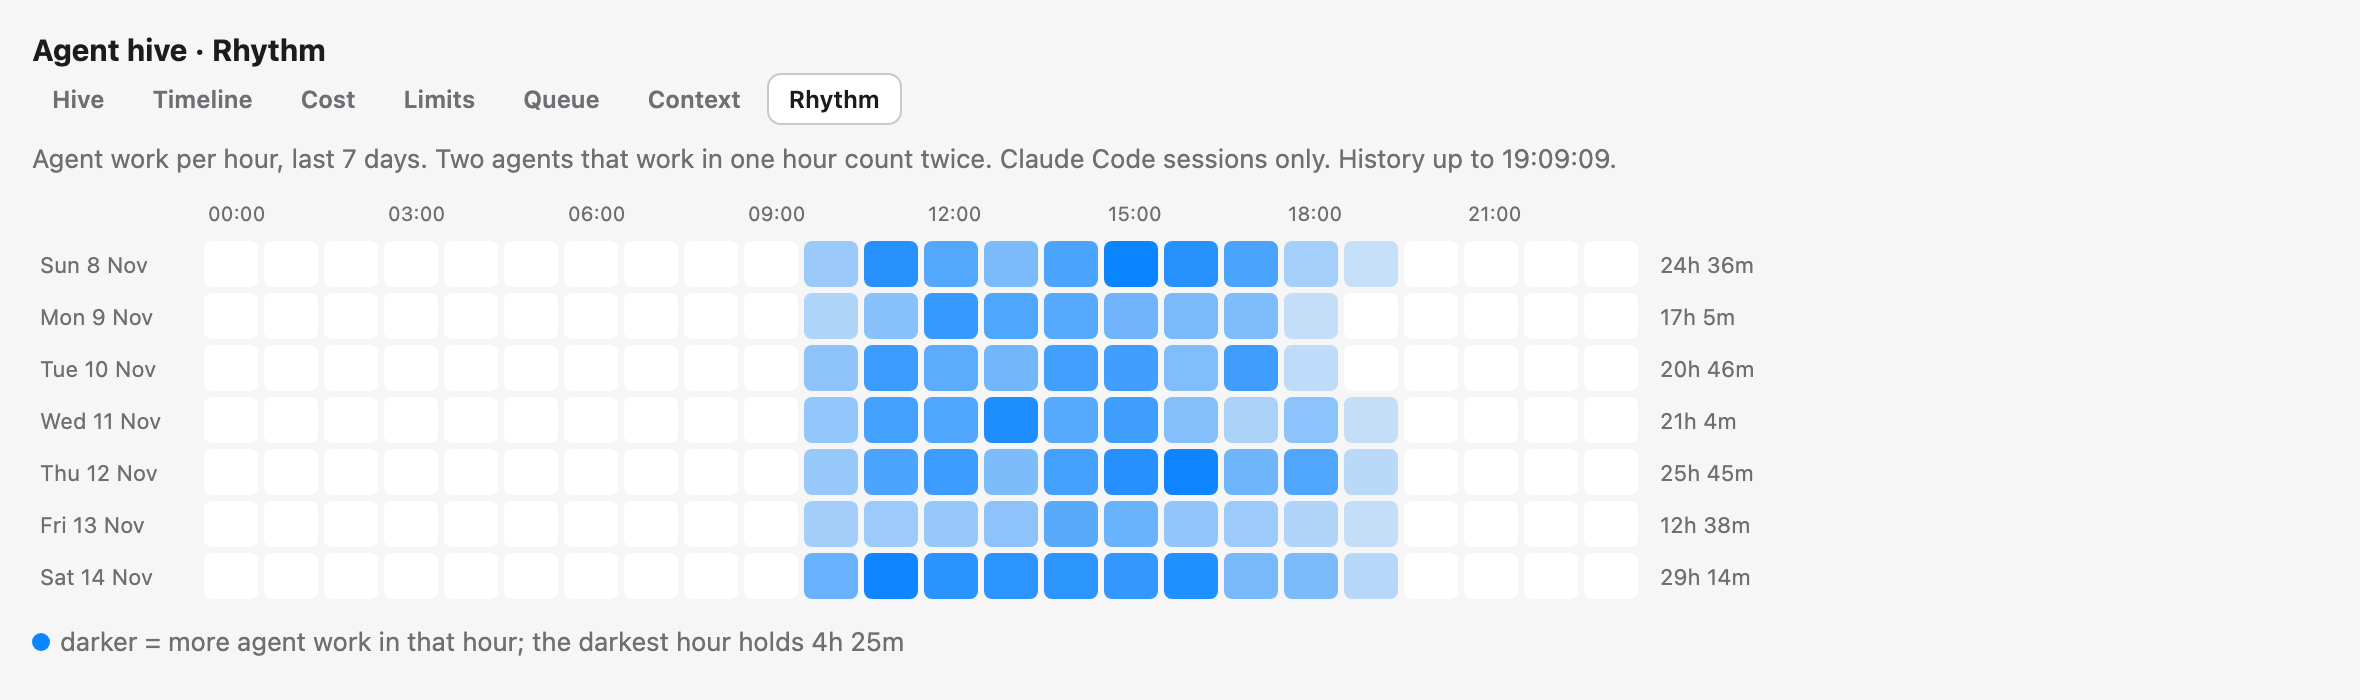 Agent hive · Rhythm
Hive Timeline Cost Limits Queue Context Rhythm
Agent work per hour, last 7 days. Two agents that work in one hour count twice. Claude Code sessions only. History up to 19:09:09.
00:00 03:00 06:00 09:00 12:00 15:00 18:00 21:00
Sun 8 Nov 24h 36m
Mon 9 Nov 17h 5m
Tue 10 Nov 20h 46m
Wed 11 Nov 21h 4m
Thu 12 Nov 25h 45m
Fri 13 Nov 12h 38m
Sat 14 Nov 29h 14m
darker = more agent work in that hour; the darkest hour holds 4h 25m